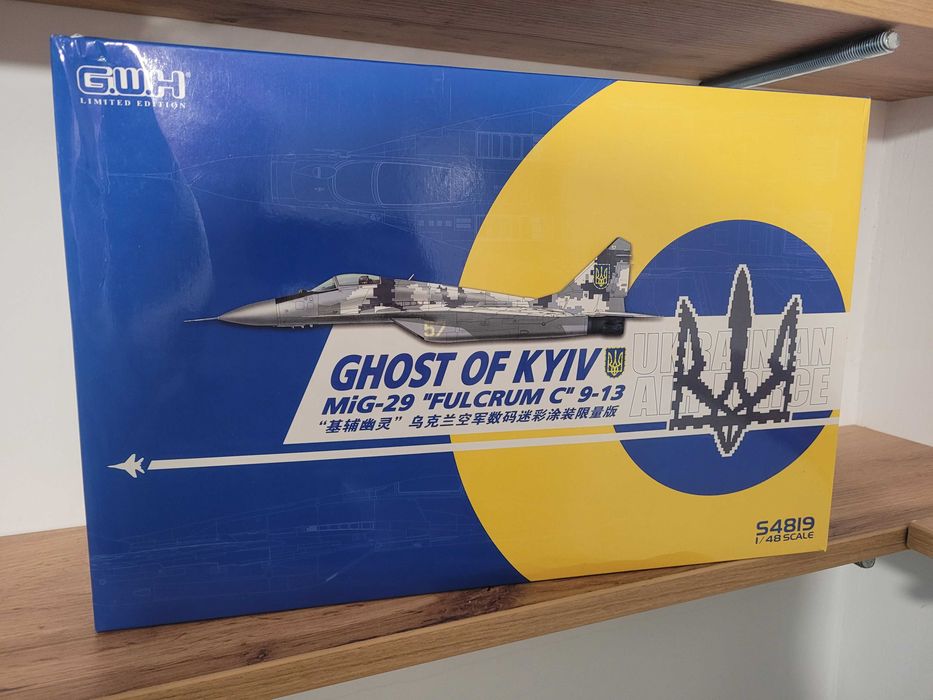 G.W.H
LIMITED EDITION
57
GHOST OF KYIV
MiG-29 "FULCRUM C" 9-13
“基辅幽灵”乌克兰空军数码迷彩涂装限量版
UKRAINIAN
AIR FORCE
S4819
1/48 SCALE